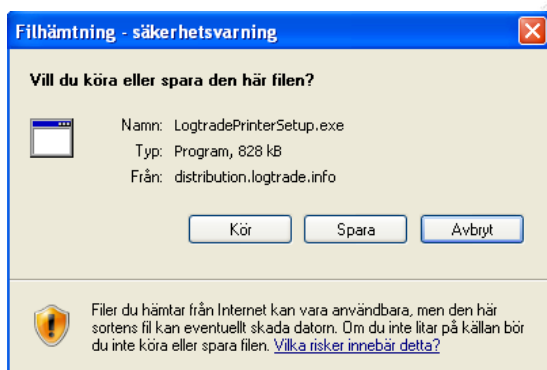 Filhämtning - säkerhetsvarning
Vill du köra eller spara den här filen?
Namn: LogtradePrinterSetup.exe
Typ: Program, 828 kB
Från: distribution.logtrade.info
Kör Spara Avbryt
Filer du hämtar från Internet kan vara användbara, men den här
sortens fil kan eventuellt skada datorn. Om du inte litar på källan bör
du inte köra eller spara filen. Vilka risker innebär detta?